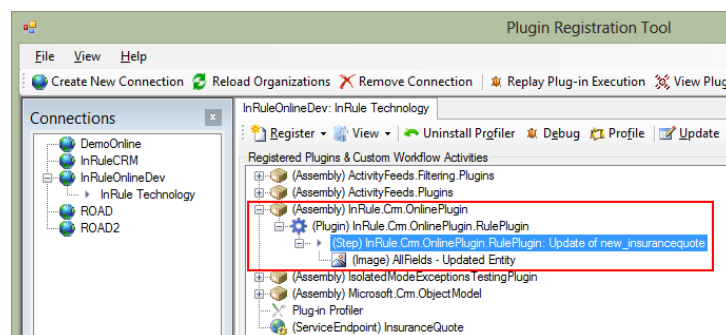 Plugin Registration Tool
File View Help
Create New Connection Reload Organizations Remove Connection Replay Plug-in Execution View Plug
Connections
DemoOnline
InRuleCRM
InRuleOnlineDev
InRule Technology
ROAD
ROAD2
InRuleOnlineDev: InRule Technology
Register View Uninstall Profiler Debug Profile Update
Registered Plugins & Custom Workflow Activities
(Assembly) ActivityFeeds.Filtering.Plugins
(Assembly) ActivityFeeds.Plugins
(Assembly) InRule.Crm.OnlinePlugin
(Plugin) InRule.Crm.OnlinePlugin.RulePlugin
(Step) InRule.Crm.OnlinePlugin.RulePlugin: Update of new_insurancequote
(Image) AllFields - Updated Entity
(Assembly) IsolatedModeExceptionsTestingPlugin
(Assembly) Microsoft.Crm.ObjectModel
Plug-in Profiler
(ServiceEndpoint) InsuranceQuote